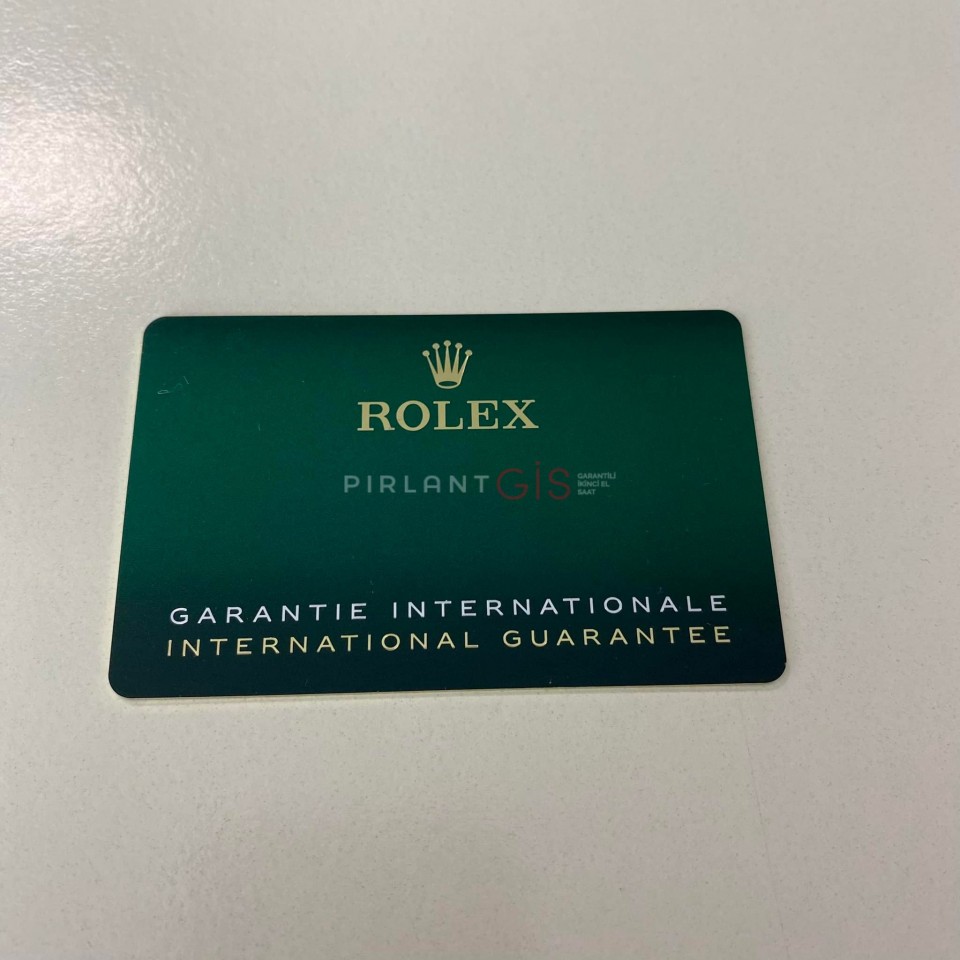 ROLEX
PIRLANTGİS GARANTİLİ
İKİNCİ EL
SAAT
GARANTIE INTERNATIONALE
INTERNATIONAL GUARANTEE